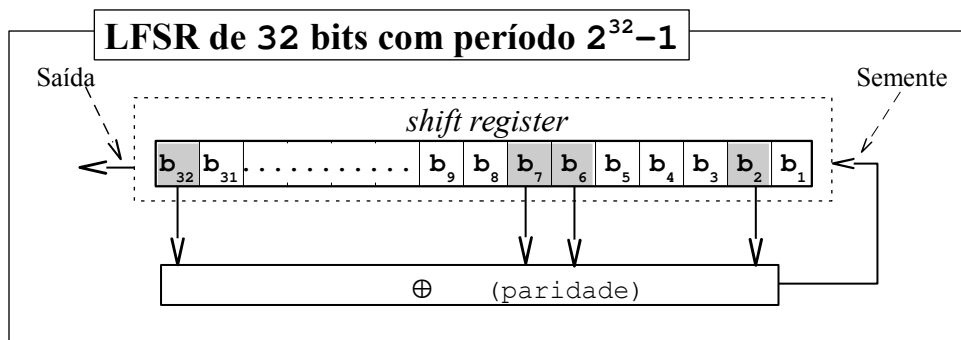 LFSR de 32 bits com período 2³²−1
Saída
Semente
shift register
b₃₂ b₃₁ ............ b₉ b₈ b₇ b₆ b₅ b₄ b₃ b₂ b₁
⊕ (paridade)